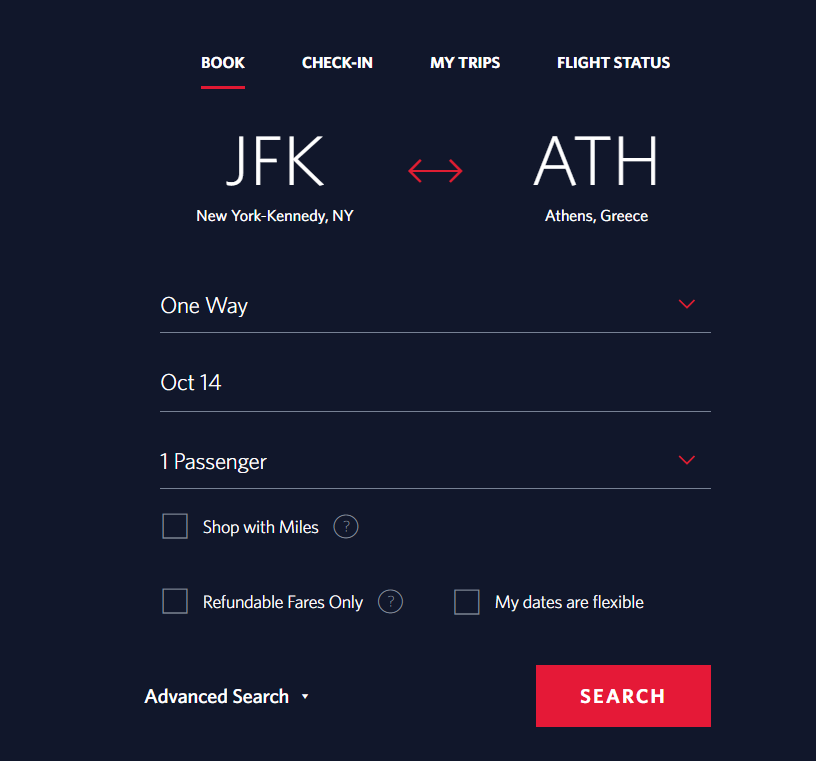 BOOK CHECK-IN MY TRIPS FLIGHT STATUS
JFK ATH
New York-Kennedy, NY Athens, Greece
One Way
Oct 14
1 Passenger
Shop with Miles ?
Refundable Fares Only ? My dates are flexible
Advanced Search SEARCH